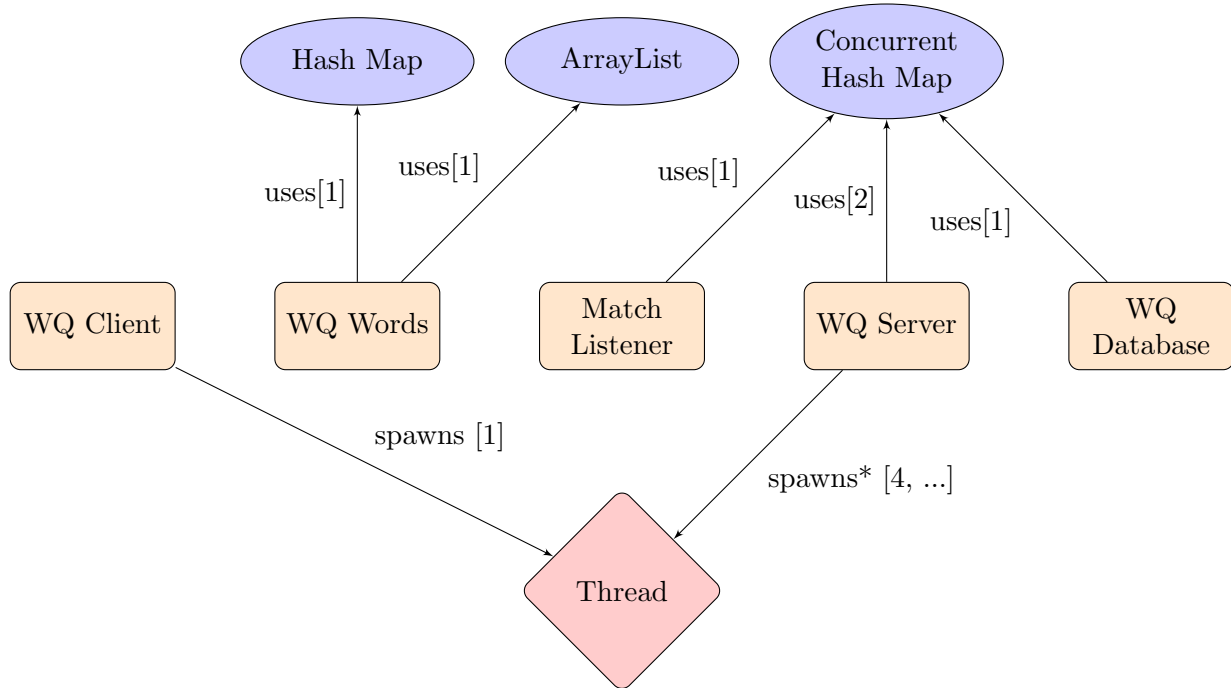 Hash Map
ArrayList
Concurrent
Hash Map
uses[1]
uses[1]
uses[1]
uses[2]
uses[1]
WQ Client
WQ Words
Match
Listener
WQ Server
WQ
Database
spawns [1]
spawns* [4, ...]
Thread